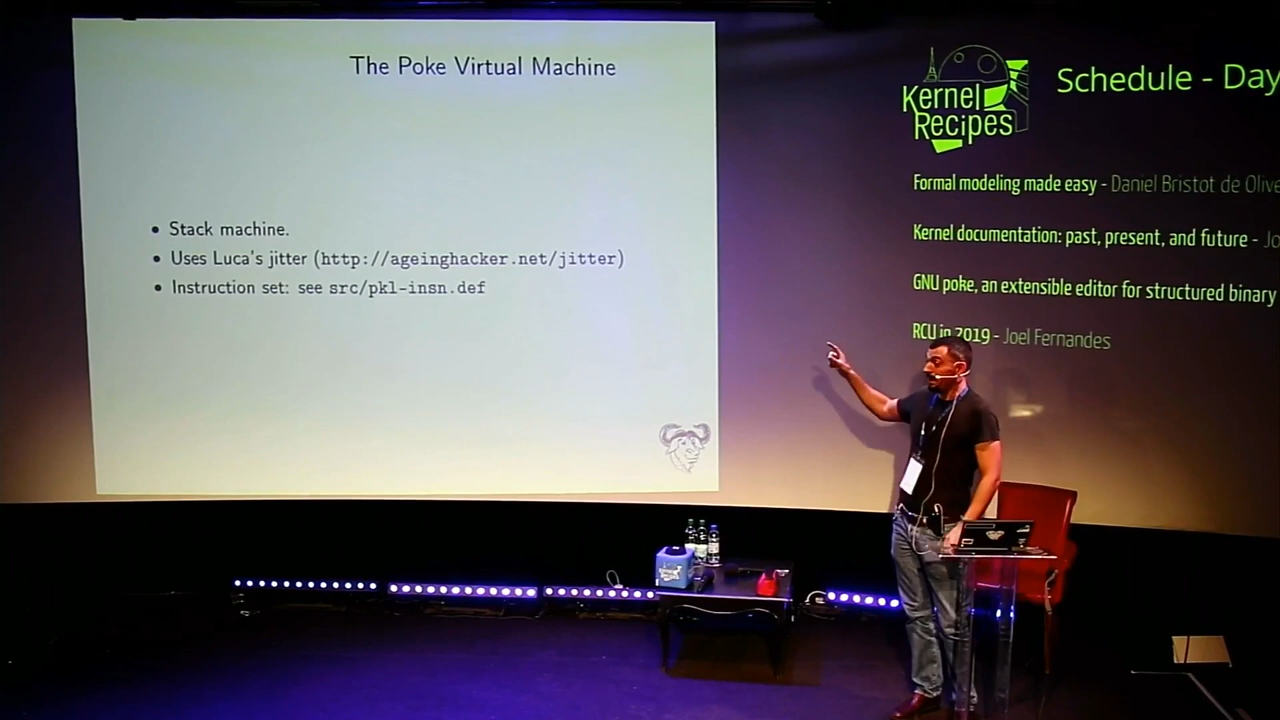 The Poke Virtual Machine
• Stack machine.
• Uses Luca's jitter (http://ageinghacker.net/jitter)
• Instruction set: see src/pkl-insn.def
Kernel
Recipes
Schedule - Day
Formal modeling made easy - Daniel Bristot de Olive
Kernel documentation: past, present, and future - Jo
GNU poke, an extensible editor for structured binary
RCU in 2019 - Joel Fernandes